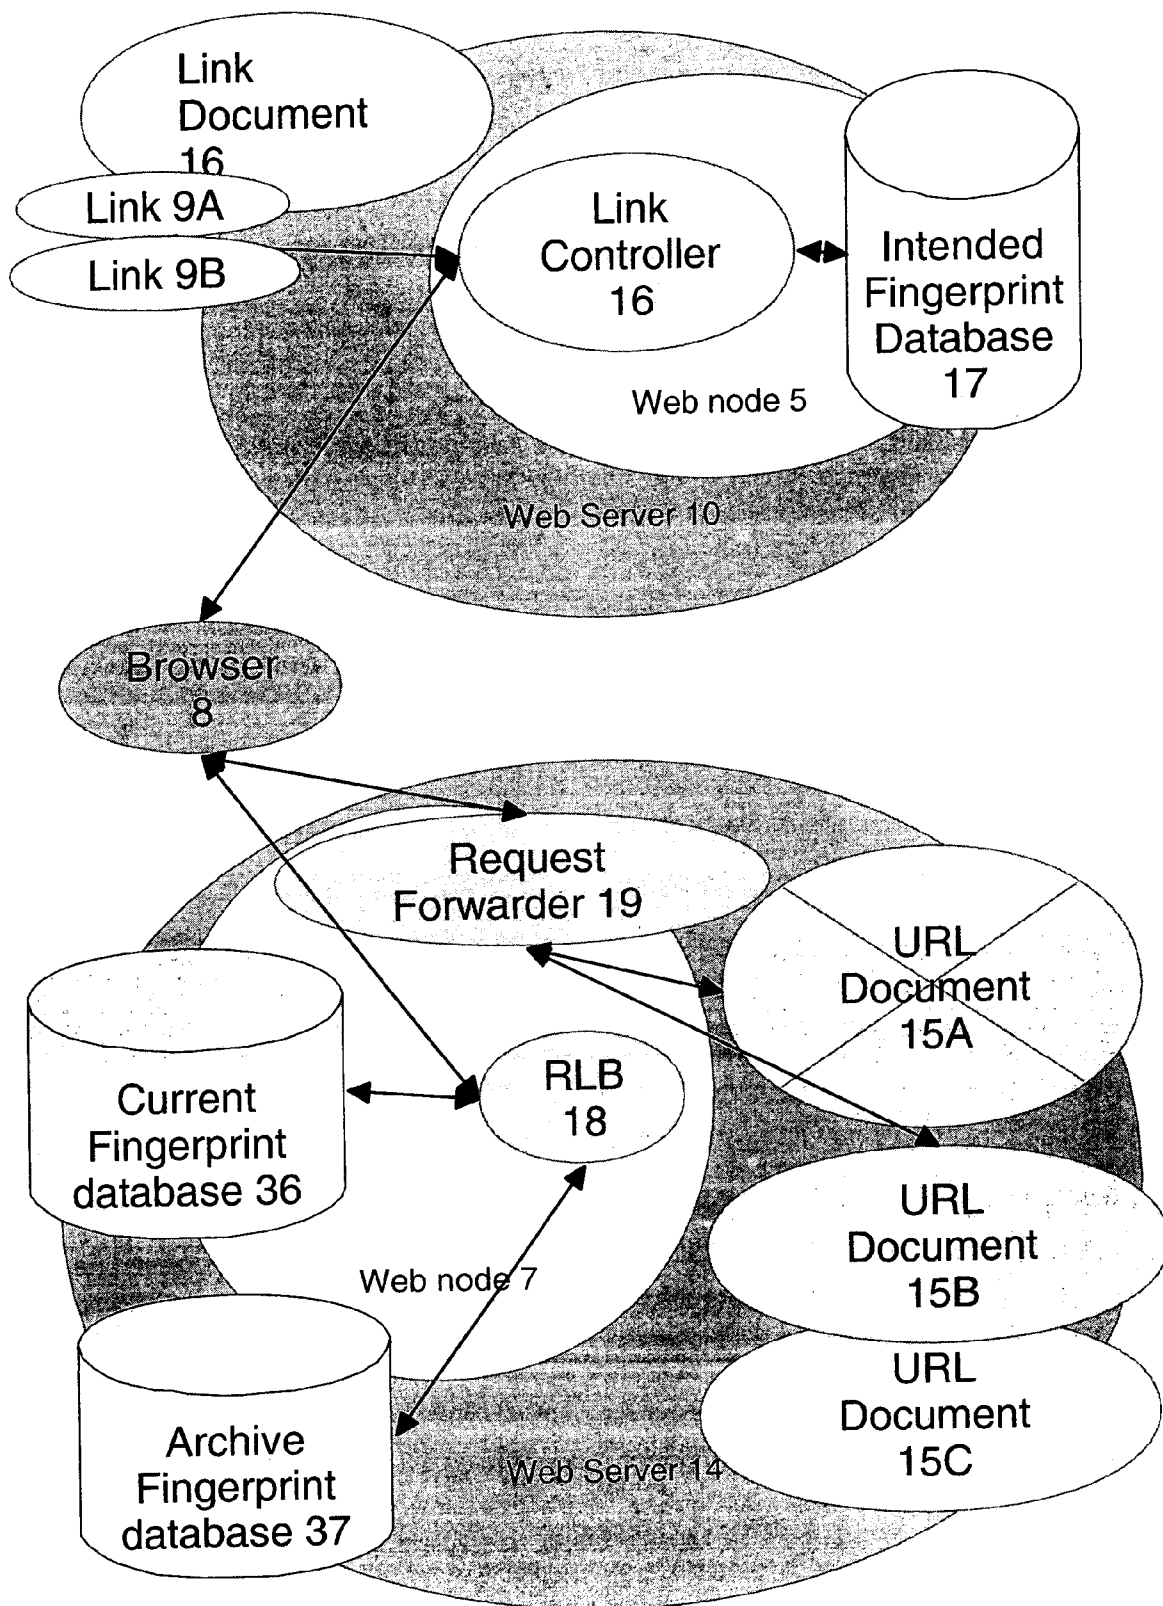 Link
Document
16
Link 9A
Link 9B
Link
Controller
16
Intended
Fingerprint
Database
17
Web node 5
Web Server 10
Browser
8
Request
Forwarder 19
URL
Document
15A
RLB
18
Current
Fingerprint
database 36
URL
Document
15B
Web node 7
URL
Document
15C
Archive
Fingerprint
database 37
Web Server 14